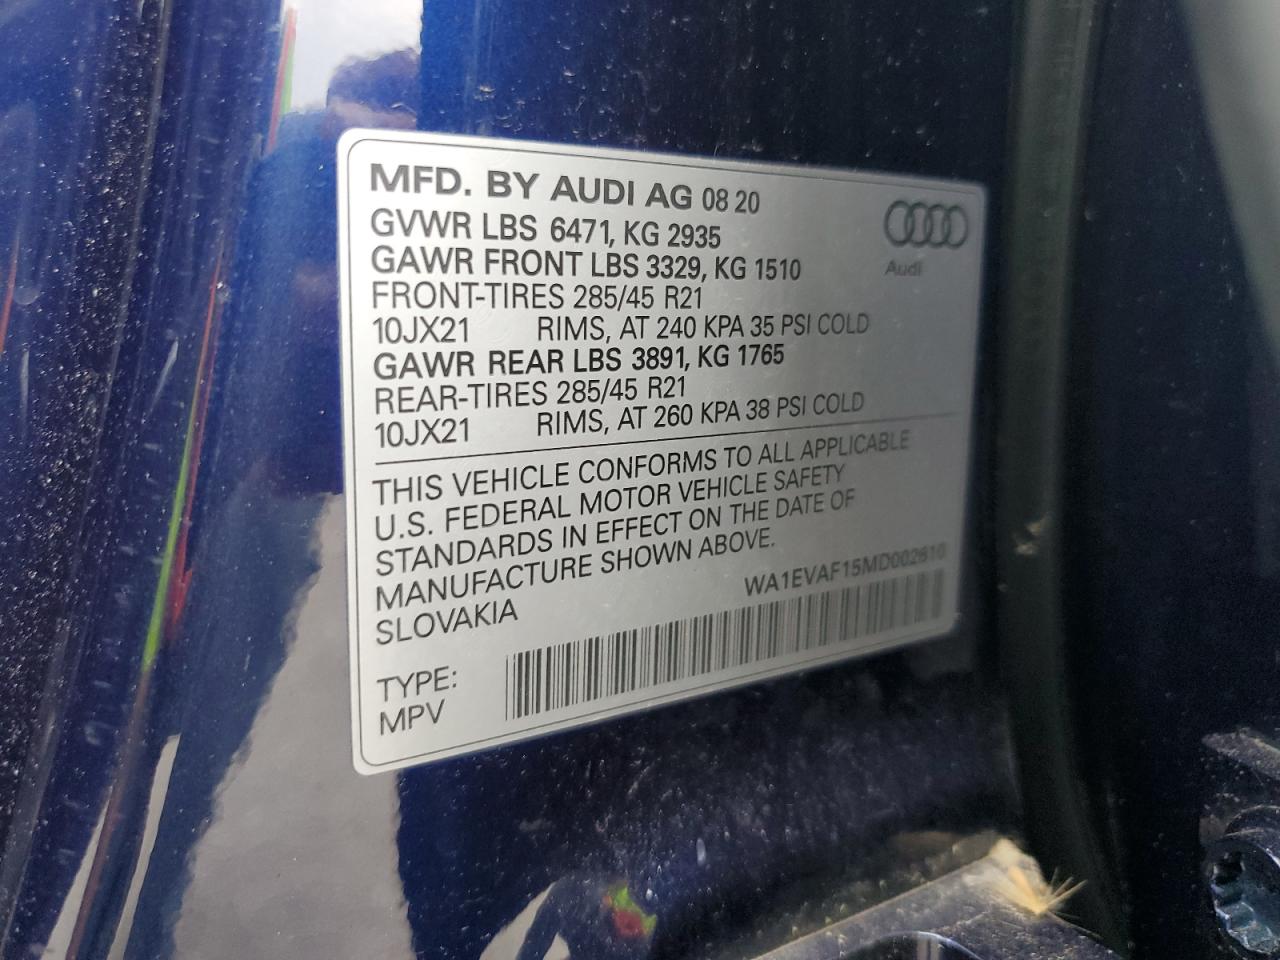 MFD. BY AUDI AG 08 20
GVWR LBS 6471, KG 2935
GAWR FRONT LBS 3329, KG 1510
FRONT-TIRES 285/45 R21
10JX21 RIMS, AT 240 KPA 35 PSI COLD
GAWR REAR LBS 3891, KG 1765
REAR-TIRES 285/45 R21
10JX21 RIMS, AT 260 KPA 38 PSI COLD
Audi
THIS VEHICLE CONFORMS TO ALL APPLICABLE
U.S. FEDERAL MOTOR VEHICLE SAFETY
STANDARDS IN EFFECT ON THE DATE OF
MANUFACTURE SHOWN ABOVE.
SLOVAKIA
WA1EVAF15MD002610
TYPE:
MPV